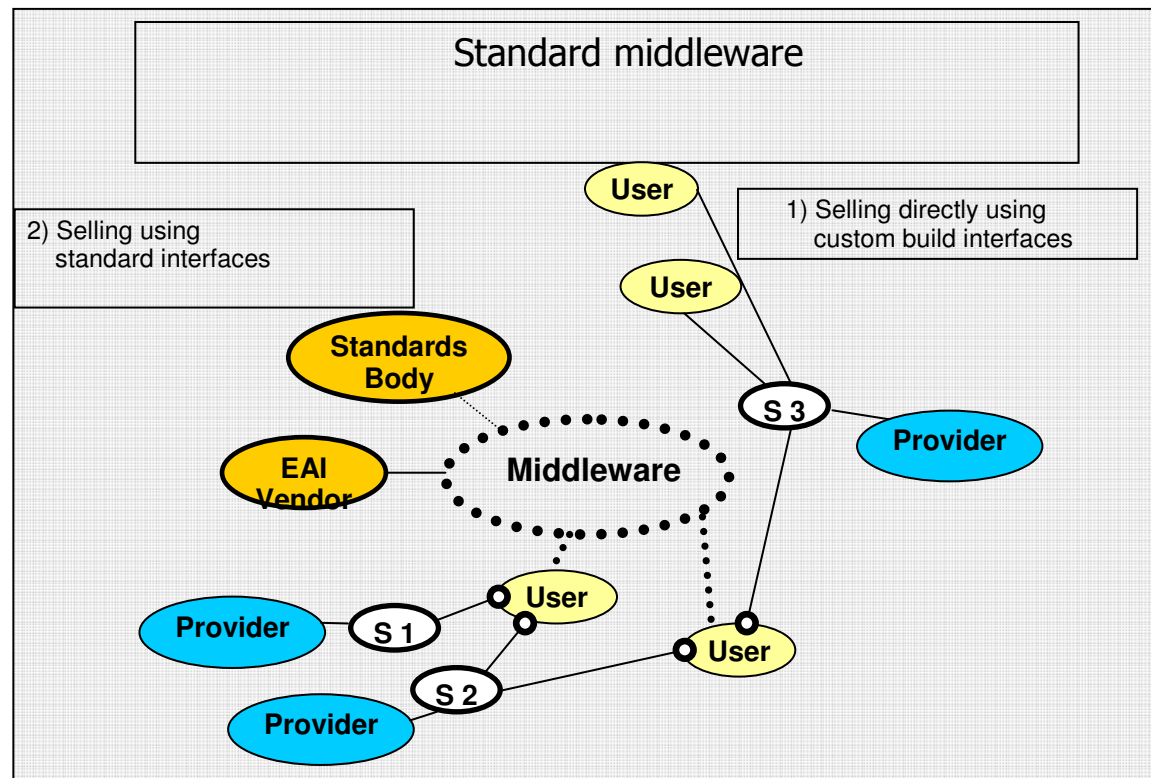 Standard middleware
User
1) Selling directly using
custom build interfaces
2) Selling using
standard interfaces
User
Standards
Body
S 3
Provider
Middleware
EAI
Vendor
User
Provider
S 1
User
S 2
Provider